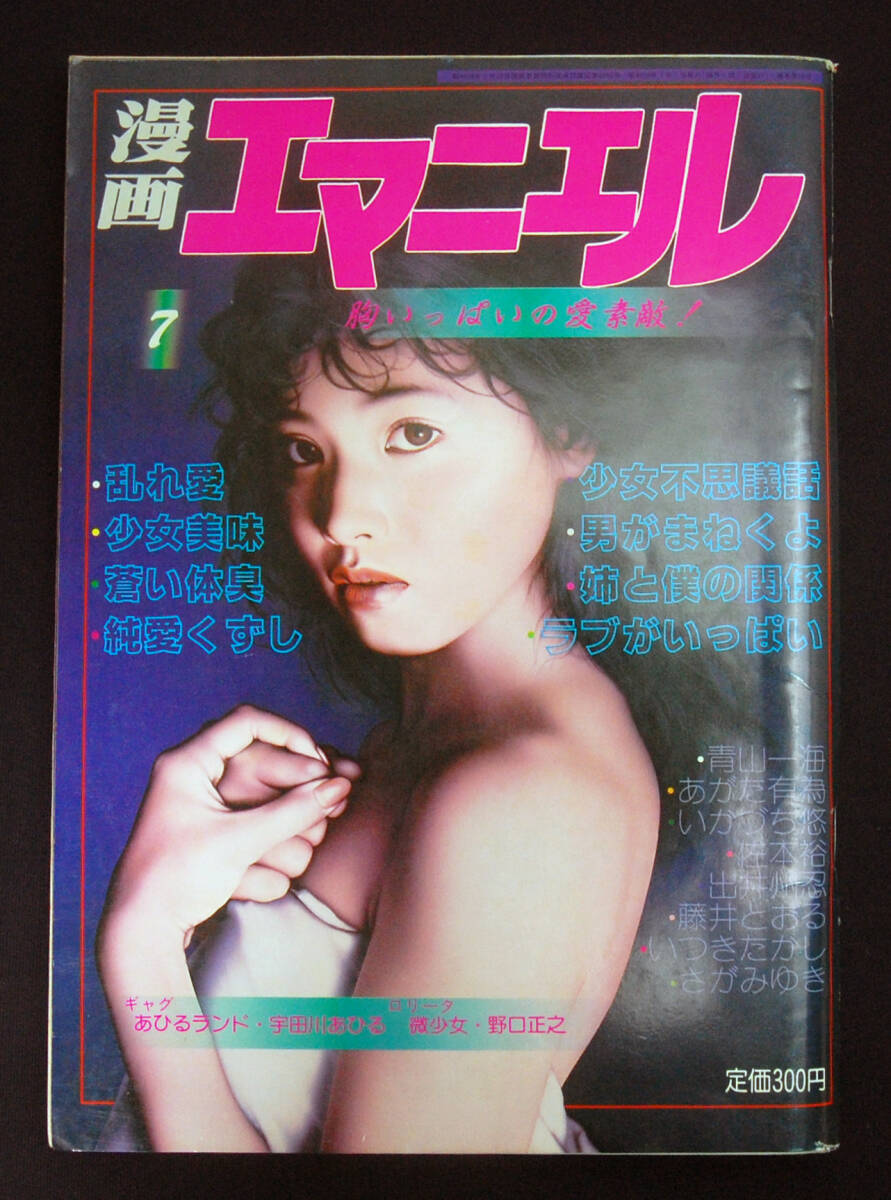 漫画
エマニエル
胸いっぱいの愛素敵!
7
・乱れ愛
・少女美味
・蒼い体臭
・純愛くずし
少女不思議話
・男がまねくよ
・姉と僕の関係
・ラブがいっぱい
・青山一海
・あがた有為
・いかづち悠
・佐本裕
出井州忍
・藤井とおる
・いつきたかし
・さがみゆき
ギャグ
あひるランド・宇田川あひる
ロリータ
微少女・野口正之
定価300円